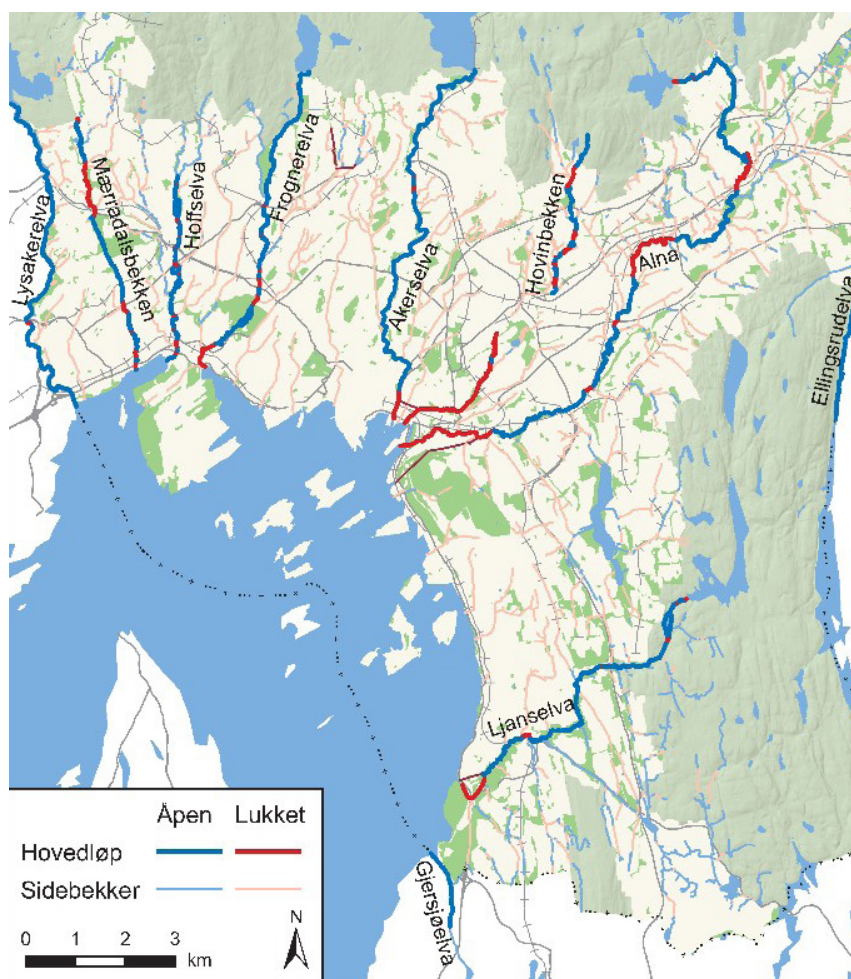 Lysakerelva
Mærradalsbekken
Hoffselva
Frognerelva
Akerselva
Hovinbekken
Alna
Ellingsrudelva
Ljanselva
Gjersjøelva
Åpen Lukket
Hovedløp
Sidebekker
N
0 1 2 3
km